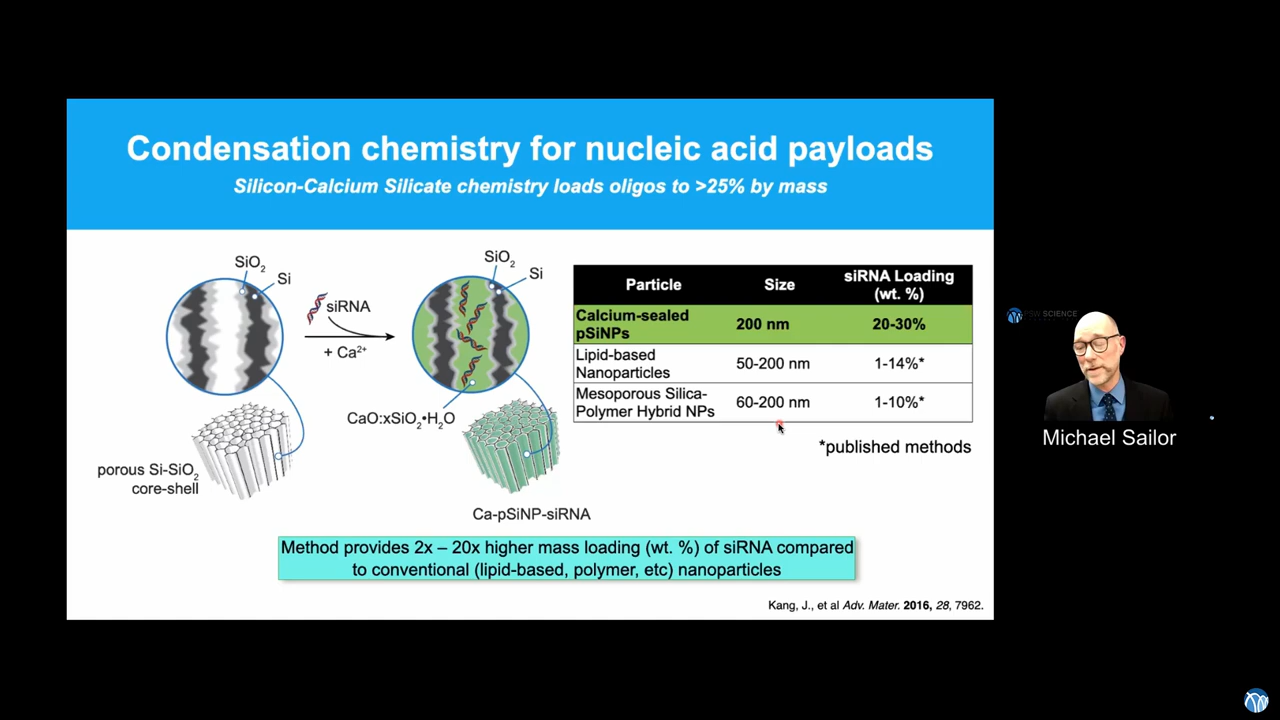 Condensation chemistry for nucleic acid payloads
Silicon-Calcium Silicate chemistry loads oligos to >25% by mass
SiO2
Si
siRNA
+ Ca2+
SiO2
Si
CaO:xSiO2•H2O
porous Si-SiO2
core-shell
Ca-pSiNP-siRNA
Particle
Size
siRNA Loading
(wt. %)
Calcium-sealed
pSiNPs
200 nm
20-30%
Lipid-based
Nanoparticles
50-200 nm
1-14%*
Mesoporous Silica-
Polymer Hybrid NPs
60-200 nm
1-10%*
*published methods
Method provides 2x – 20x higher mass loading (wt. %) of siRNA compared
to conventional (lipid-based, polymer, etc) nanoparticles
Kang, J., et al Adv. Mater. 2016, 28, 7962.
PSW SCIENCE
Michael Sailor